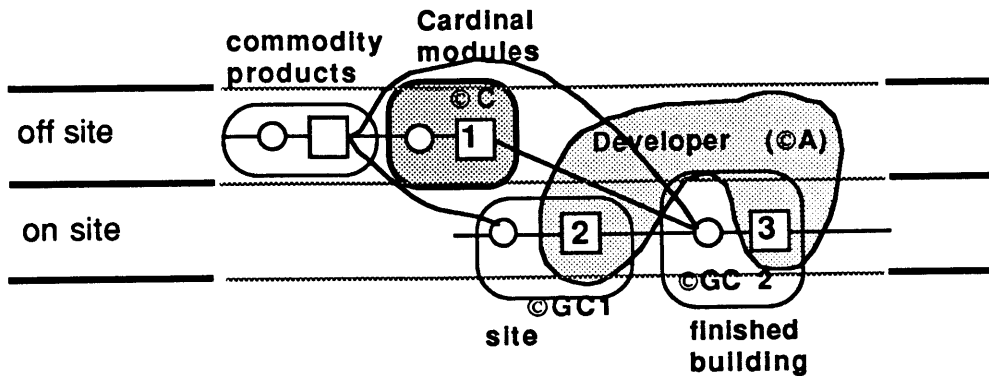 Cardinal
modules
commodity
products
© C
off site
1
Developer (©A)
on site
2
3
©GC 2
©GC1
site
finished
building